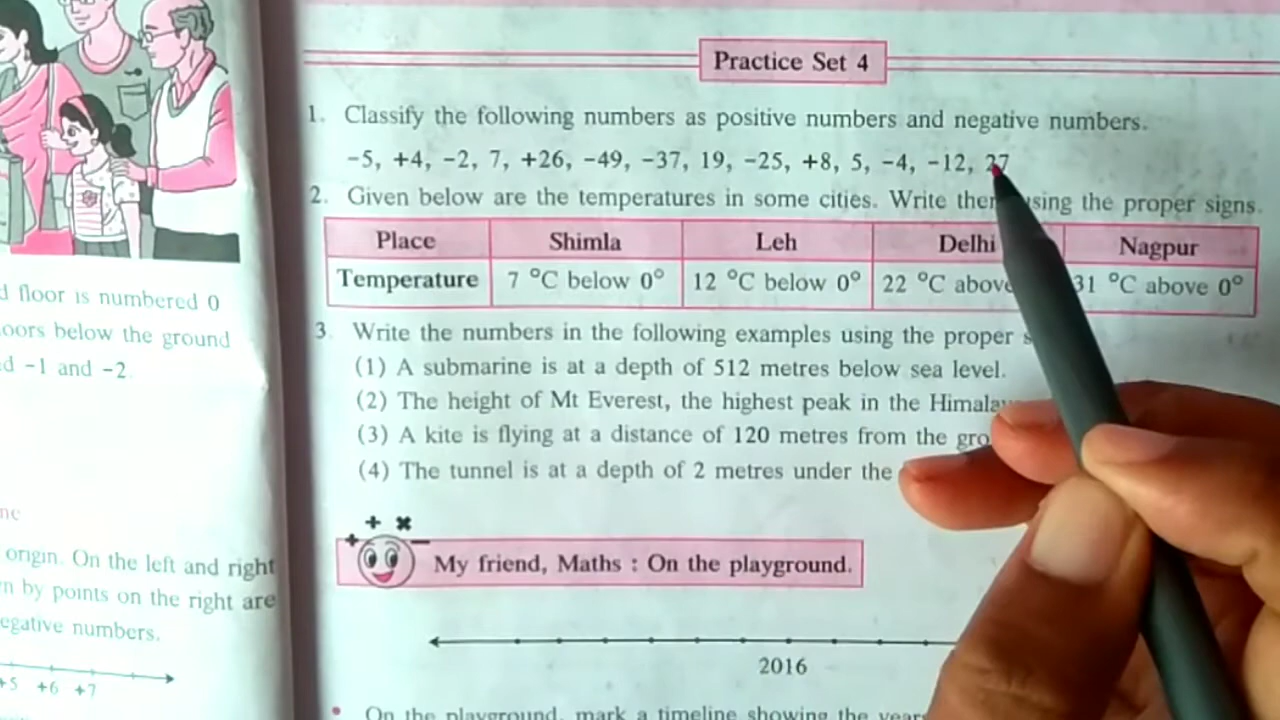 d floor is numbered 0
oors below the ground
d -1 and -2.
origin. On the left and right
n by points on the right are
egative numbers.
+5 +6 +7
Practice Set 4
1. Classify the following numbers as positive numbers and negative numbers.
-5, +4, -2, 7, +26, -49, -37, 19, -25, +8, 5, -4, -12, 27
2. Given below are the temperatures in some cities. Write using the proper signs.
Place Shimla Leh Delhi Nagpur
Temperature 7 °C below 0° 12 °C below 0° 22 °C above 31 °C above 0°
3. Write the numbers in the following examples using the proper
(1) A submarine is at a depth of 512 metres below sea level.
(2) The height of Mt Everest, the highest peak in the
(3) A kite is flying at a distance of 120 metres from the
(4) The tunnel is at a depth of 2 metres under the
My friend, Maths : On the playground.
2016
• On the playground, mark a timeline showing the